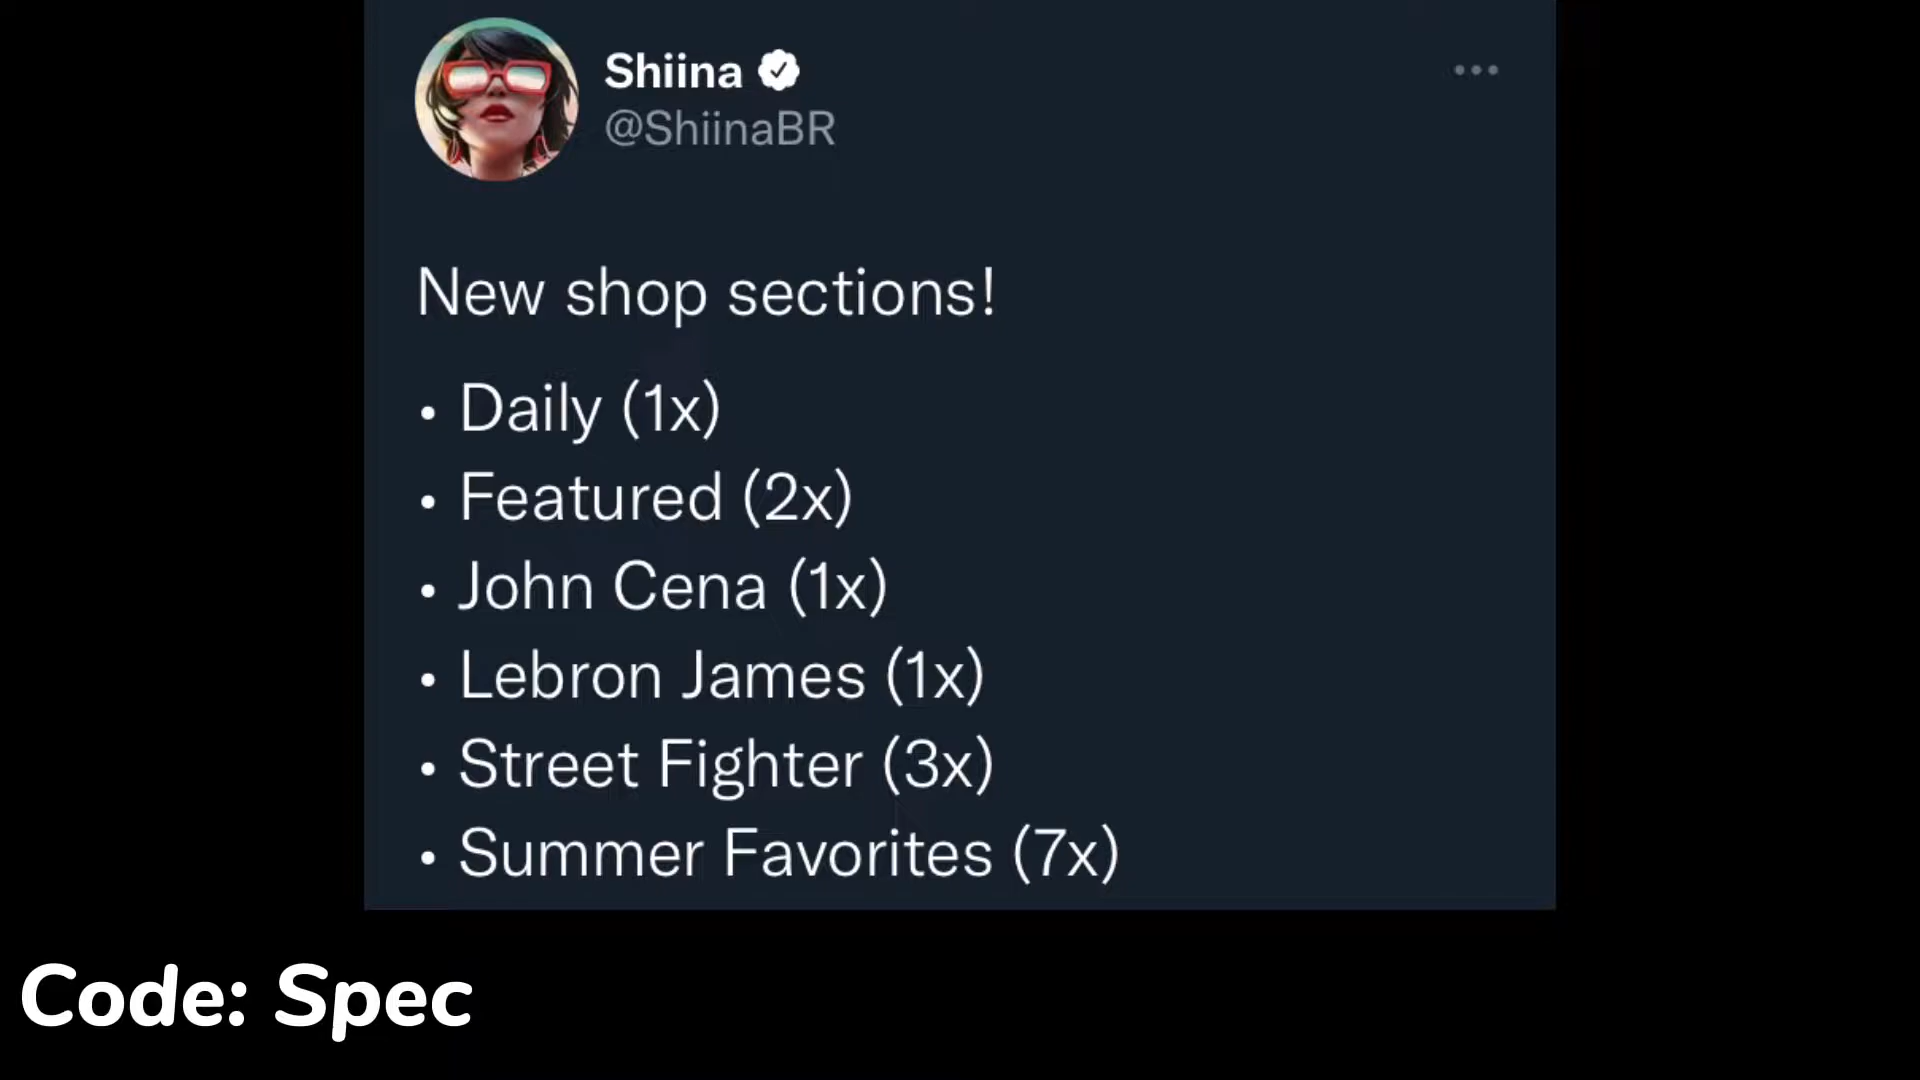 Shiina
@ShiinaBR
New shop sections!
• Daily (1x)
• Featured (2x)
• John Cena (1x)
• Lebron James (1x)
• Street Fighter (3x)
• Summer Favorites (7x)
Code: Spec